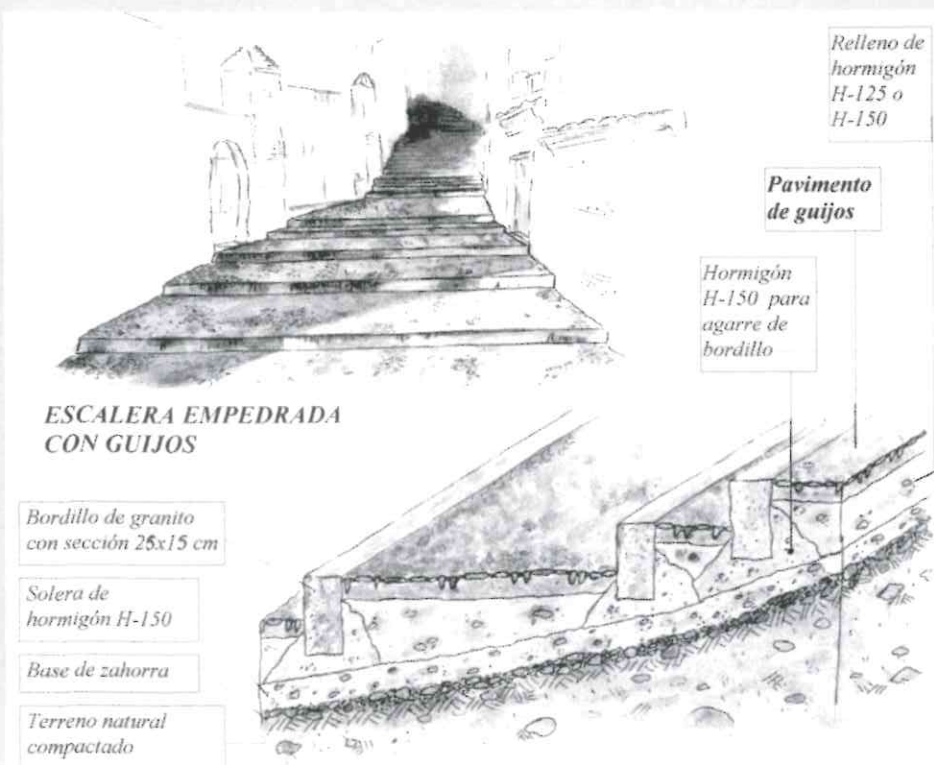 Relleno de
hormigón
H-125 o
H-150
Pavimento
de guijos
Hormigón
H-150 para
agarre de
bordillo
ESCALERA EMPEDRADA
CON GUIJOS
Bordillo de granito
con sección 25x15 cm
Solera de
hormigón H-150
Base de zahorra
Terreno natural
compactado